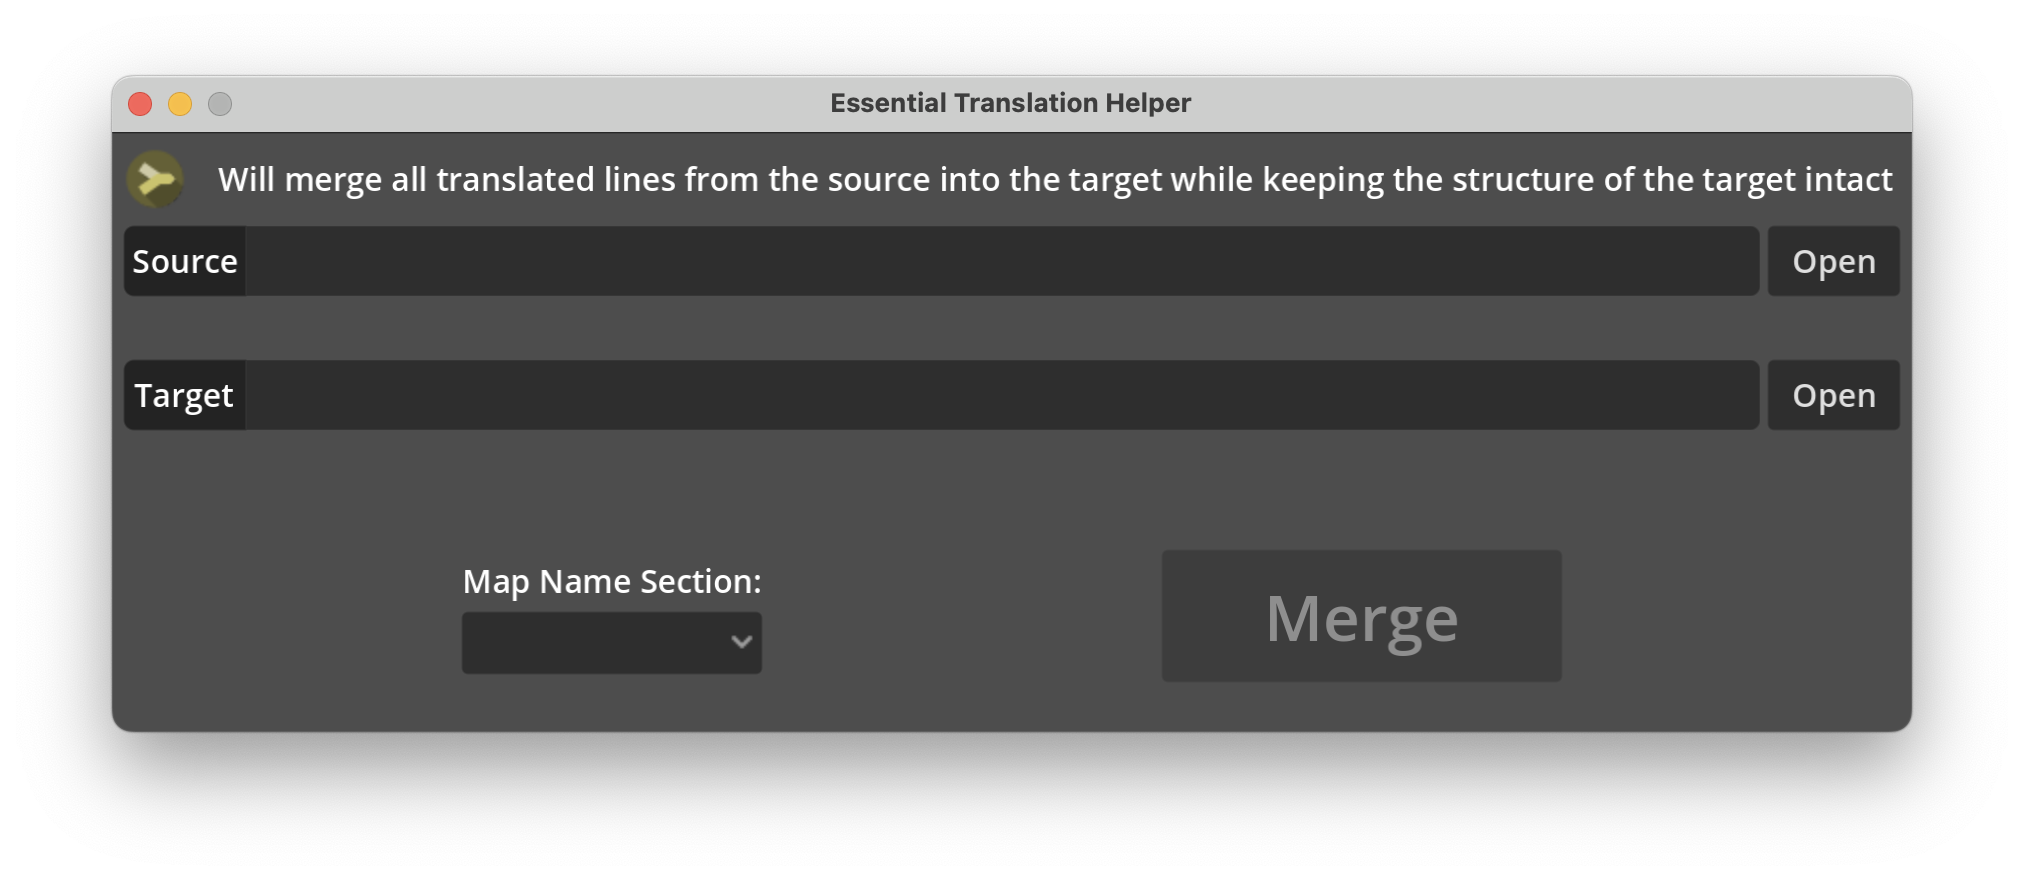 Essential Translation Helper
Will merge all translated lines from the source into the target while keeping the structure of the target intact
Source Open
Target Open
Map Name Section:
Merge